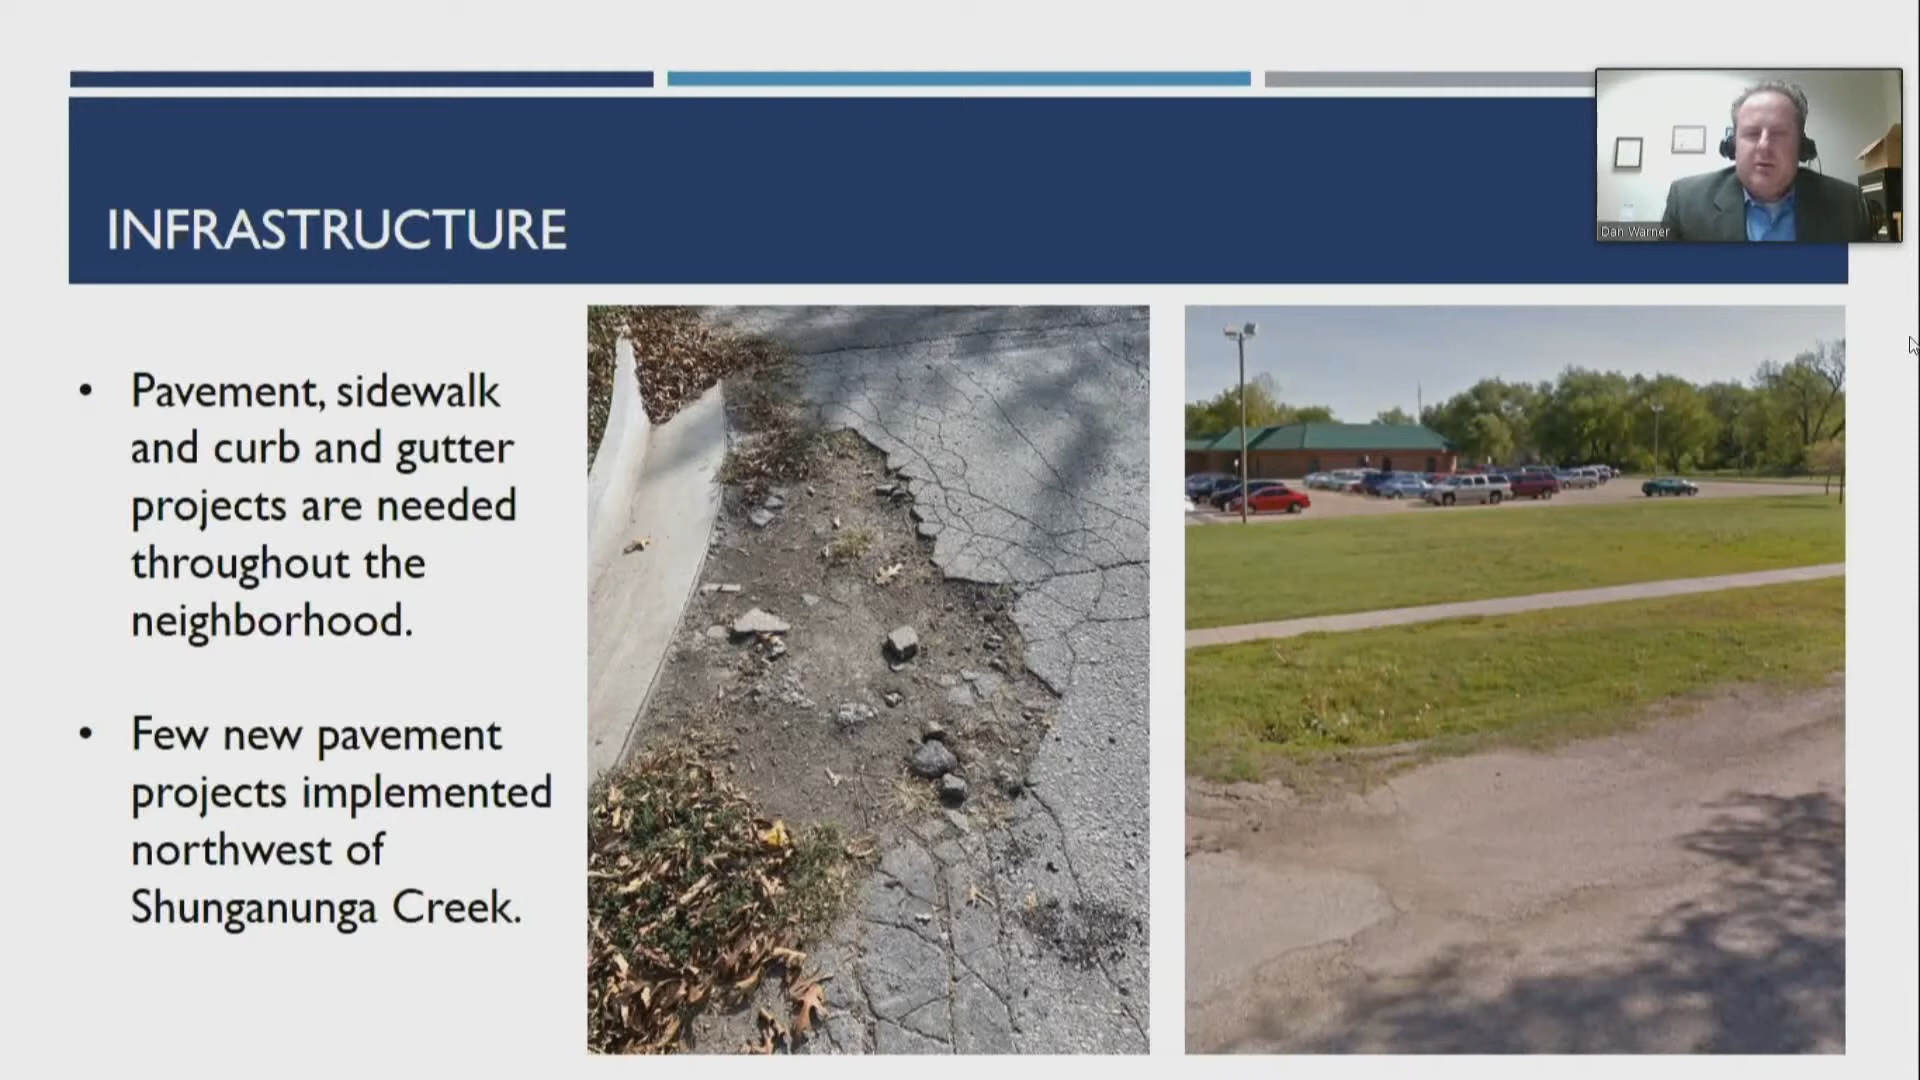 INFRASTRUCTURE
Dan Warner
• Pavement, sidewalk
and curb and gutter
projects are needed
throughout the
neighborhood.
• Few new pavement
projects implemented
northwest of
Shunganunga Creek.